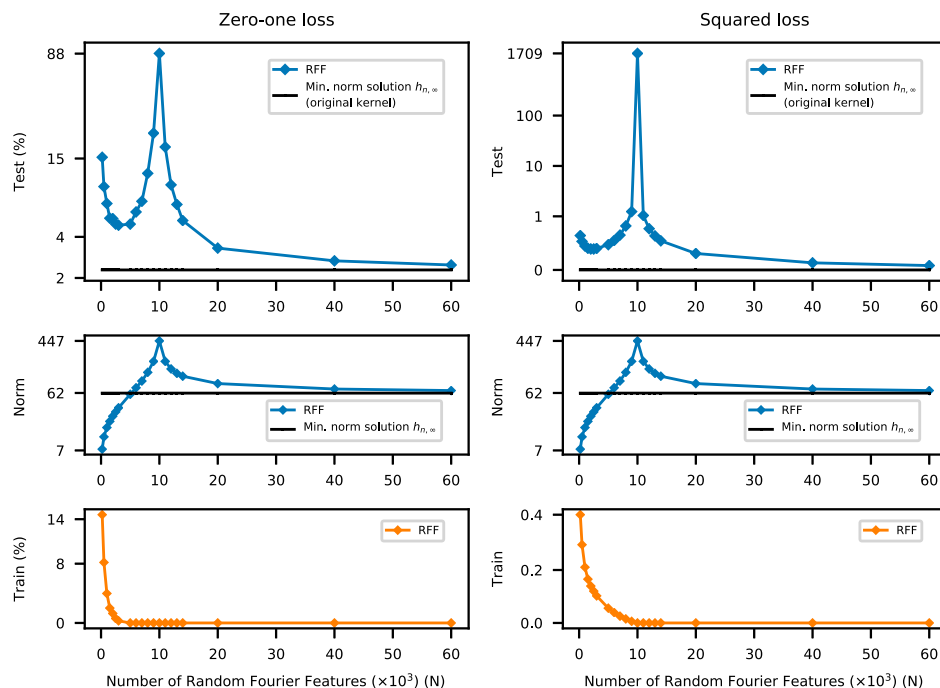 Zero-one loss
88
15
4
2
Test (%)
RFF
Min. norm solution h_{n,∞}
(original kernel)
0 10 20 30 40 50 60
447
62
7
Norm
RFF
Min. norm solution h_{n,∞}
0 10 20 30 40 50 60
14
8
0
Train (%)
RFF
0 10 20 30 40 50 60
Number of Random Fourier Features (×10³) (N)
Squared loss
1709
100
10
1
0
Test
RFF
Min. norm solution h_{n,∞}
(original kernel)
0 10 20 30 40 50 60
447
62
7
Norm
RFF
Min. norm solution h_{n,∞}
0 10 20 30 40 50 60
0.4
0.2
0.0
Train
RFF
0 10 20 30 40 50 60
Number of Random Fourier Features (×10³) (N)